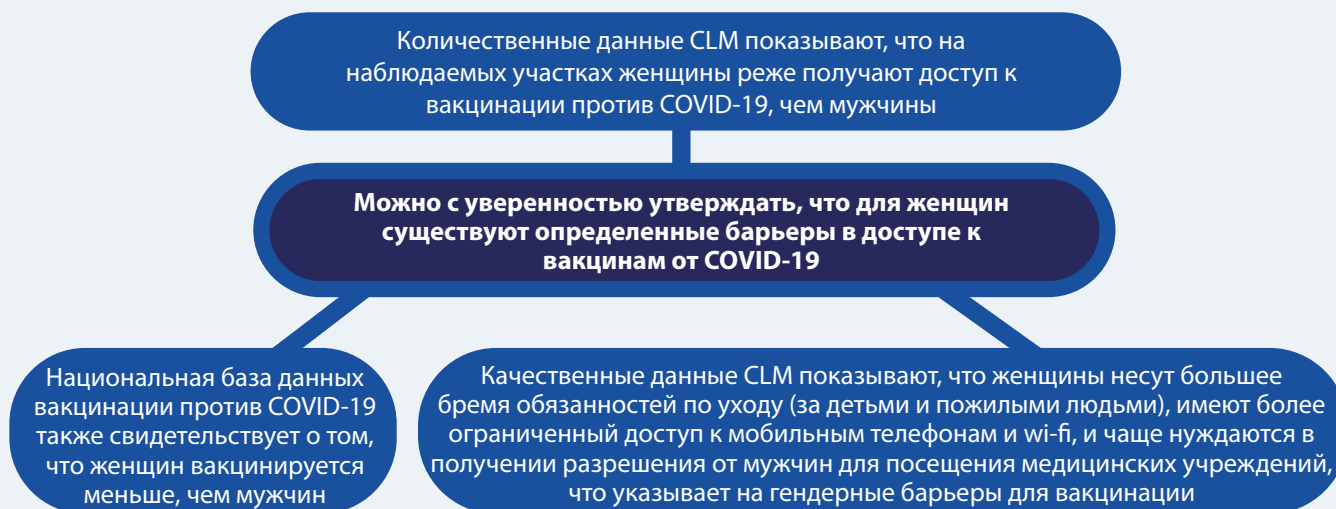 Количественные данные CLM показывают, что на
наблюдаемых участках женщины реже получают доступ к
вакцинации против COVID-19, чем мужчины
Можно с уверенностью утверждать, что для женщин
существуют определенные барьеры в доступе к
вакцинам от COVID-19
Национальная база данных
вакцинации против COVID-19
также свидетельствует о том,
что женщин вакцинируется
меньше, чем мужчин
Качественные данные CLM показывают, что женщины несут большее
бремя обязанностей по уходу (за детьми и пожилыми людьми), имеют более
ограниченный доступ к мобильным телефонам и wi-fi, и чаще нуждаются в
получении разрешения от мужчин для посещения медицинских учреждений,
что указывает на гендерные барьеры для вакцинации